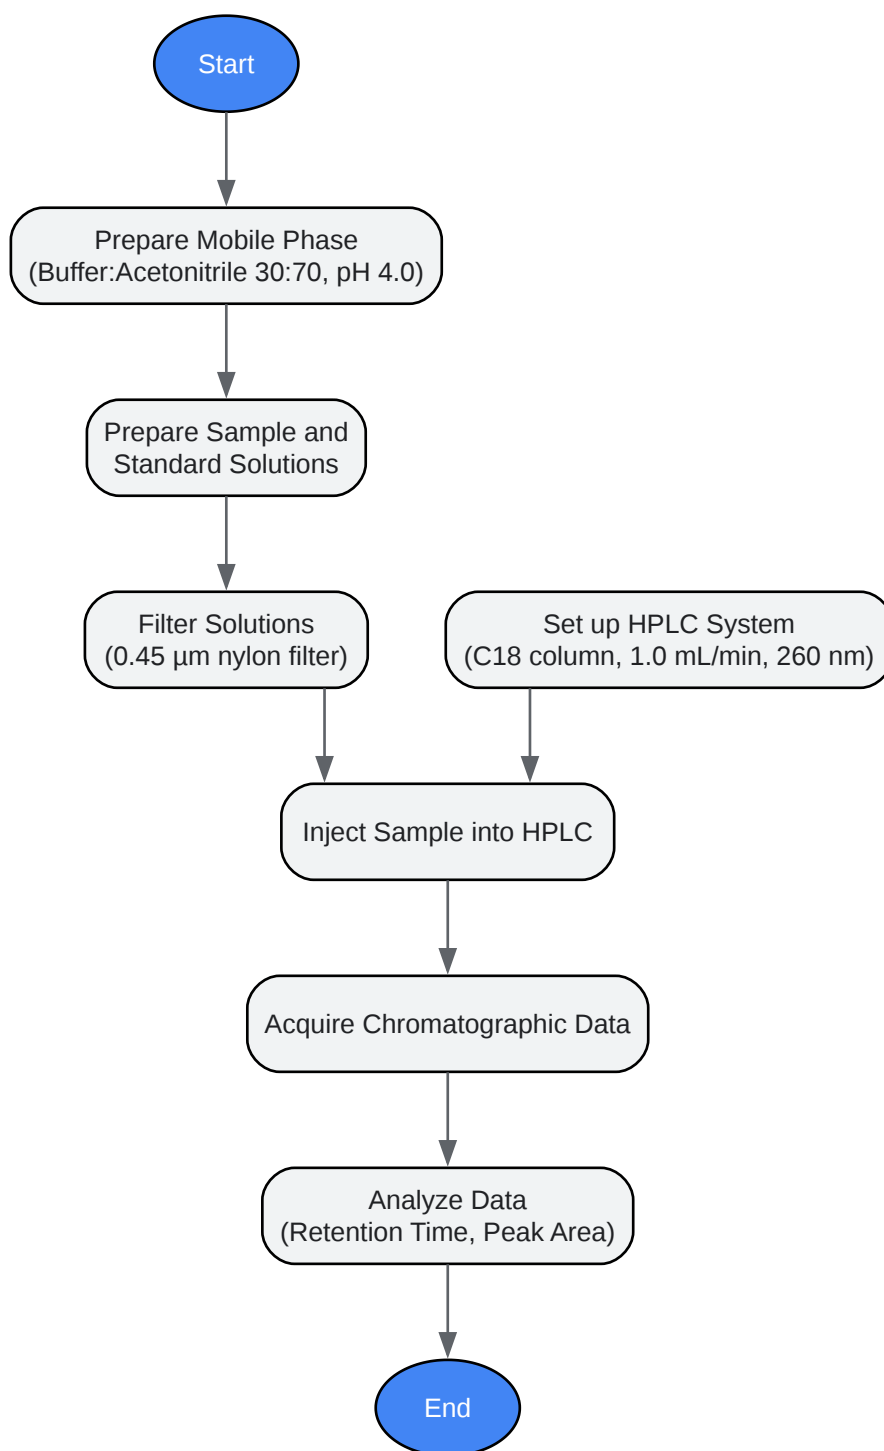 Start
Prepare Mobile Phase
(Buffer:Acetonitrile 30:70, pH 4.0)
Prepare Sample and
Standard Solutions
Filter Solutions
(0.45 µm nylon filter)
Set up HPLC System
(C18 column, 1.0 mL/min, 260 nm)
Inject Sample into HPLC
Acquire Chromatographic Data
Analyze Data
(Retention Time, Peak Area)
End